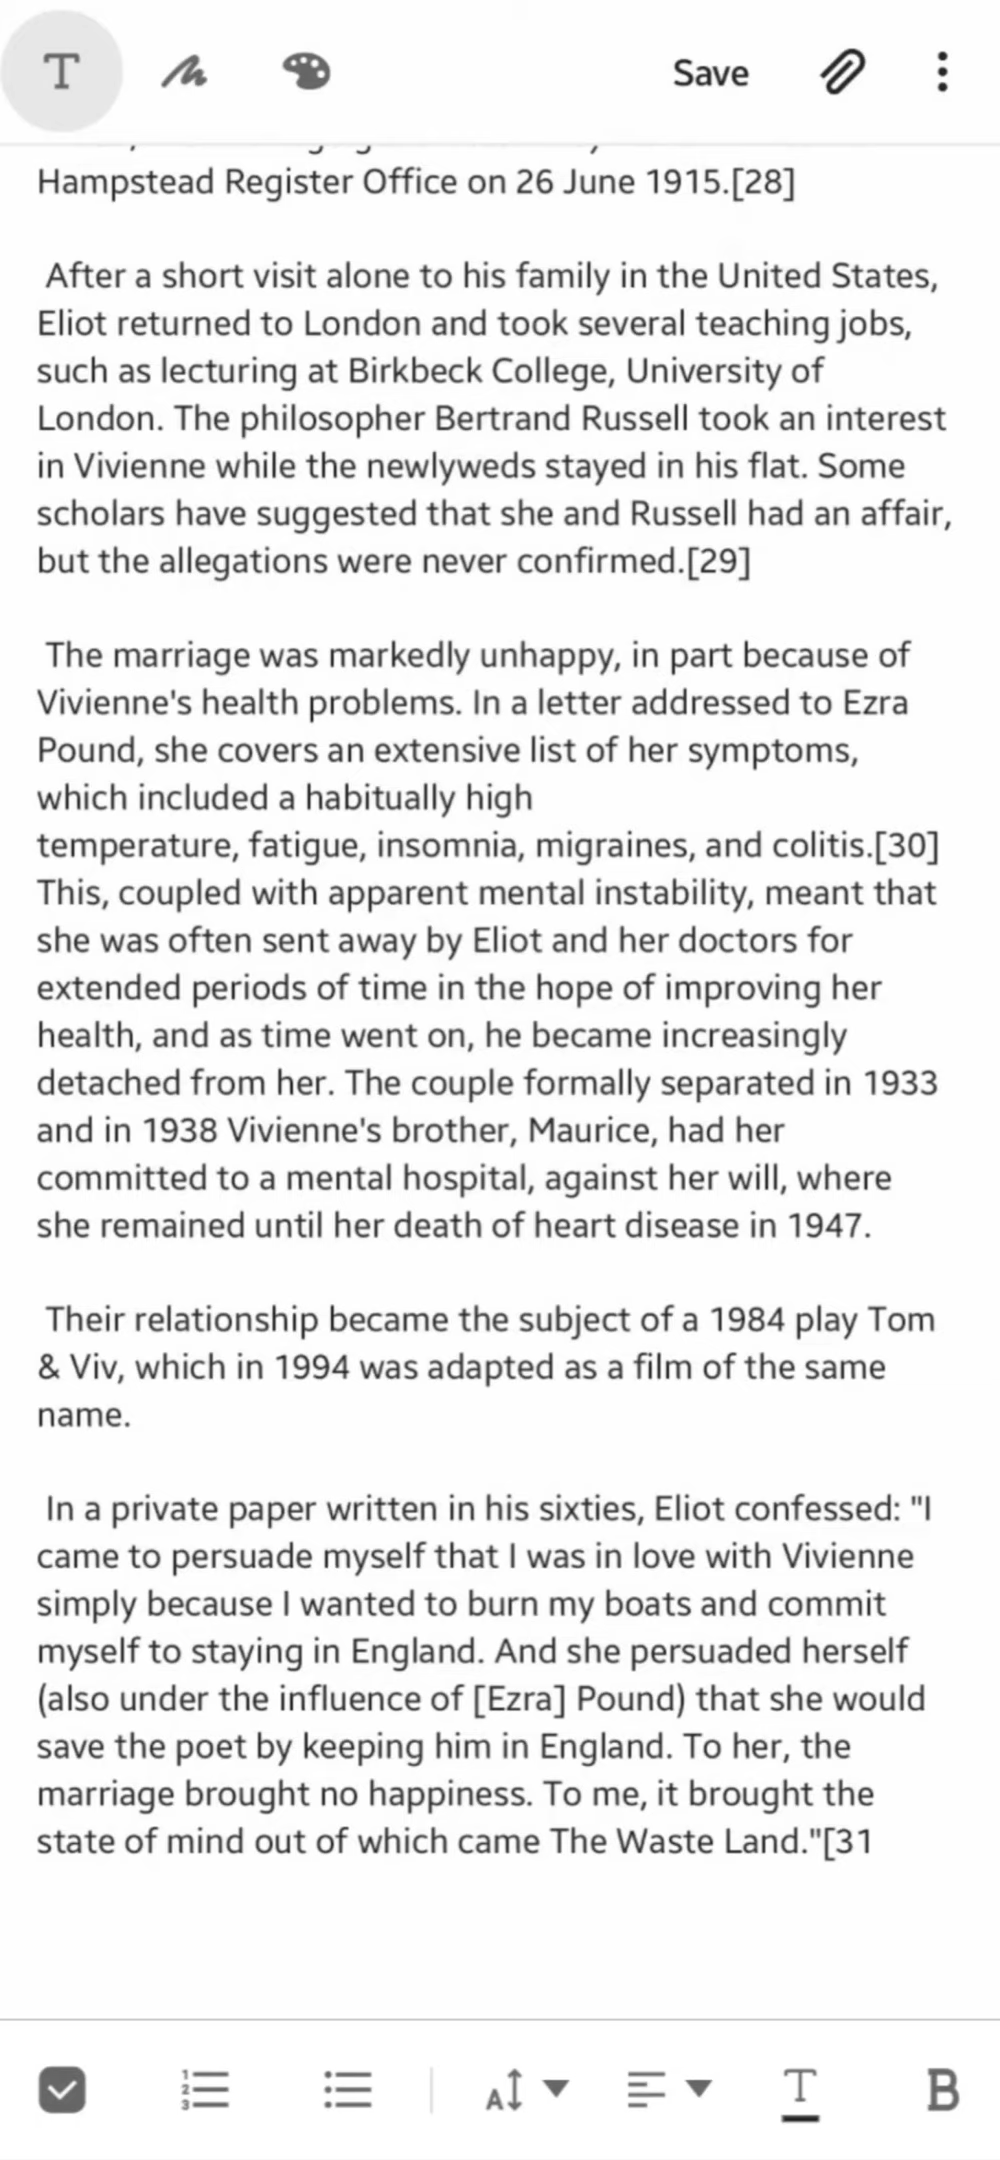 T
Save
Hampstead Register Office on 26 June 1915.[28]
After a short visit alone to his family in the United States,
Eliot returned to London and took several teaching jobs,
such as lecturing at Birkbeck College, University of
London. The philosopher Bertrand Russell took an interest
in Vivienne while the newlyweds stayed in his flat. Some
scholars have suggested that she and Russell had an affair,
but the allegations were never confirmed.[29]
The marriage was markedly unhappy, in part because of
Vivienne's health problems. In a letter addressed to Ezra
Pound, she covers an extensive list of her symptoms,
which included a habitually high
temperature, fatigue, insomnia, migraines, and colitis.[30]
This, coupled with apparent mental instability, meant that
she was often sent away by Eliot and her doctors for
extended periods of time in the hope of improving her
health, and as time went on, he became increasingly
detached from her. The couple formally separated in 1933
and in 1938 Vivienne's brother, Maurice, had her
committed to a mental hospital, against her will, where
she remained until her death of heart disease in 1947.
Their relationship became the subject of a 1984 play Tom
& Viv, which in 1994 was adapted as a film of the same
name.
In a private paper written in his sixties, Eliot confessed: "I
came to persuade myself that I was in love with Vivienne
simply because I wanted to burn my boats and commit
myself to staying in England. And she persuaded herself
(also under the influence of [Ezra] Pound) that she would
save the poet by keeping him in England. To her, the
marriage brought no happiness. To me, it brought the
state of mind out of which came The Waste Land."[31
1 2 3 A T B